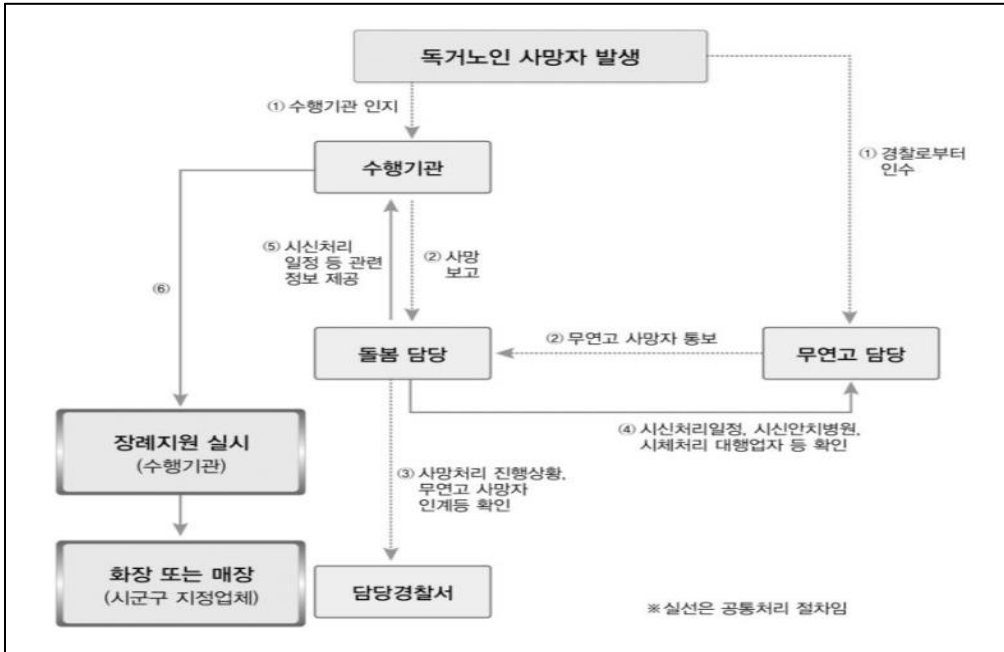 독거노인 사망자 발생
① 수행기관 인지
① 경찰로부터
인수
수행기관
⑤ 시신처리
일정 등 관련
정보 제공
② 사망
보고
⑥
돌봄 담당
② 무연고 사망자 통보
무연고 담당
④ 시신처리일정, 시신안치병원,
시체처리 대행업자 등 확인
장례지원 실시
(수행기관)
③ 사망처리 진행상황,
무연고 사망자
인계등 확인
화장 또는 매장
(시군구 지정업체)
담당경찰서
※ 실선은 공통처리 절차임